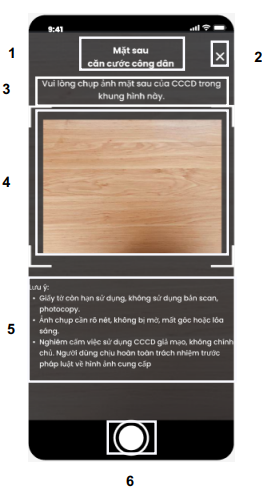 9:41
1
Mặt sau
căn cước công dân
2
3
Vui lòng chụp ảnh mặt sau của CCCD trong
khung hình này.
4
5
Lưu ý:
• Giấy tờ còn hạn sử dụng, không sử dụng bản scan,
photocopy.
• Ảnh chụp cần rõ nét, không bị mờ, mất góc hoặc lóa
sáng.
• Nghiêm cấm việc sử dụng CCCD giả mạo, không chính
chủ. Người dùng chịu hoàn toàn trách nhiệm trước
pháp luật về hình ảnh cung cấp
6